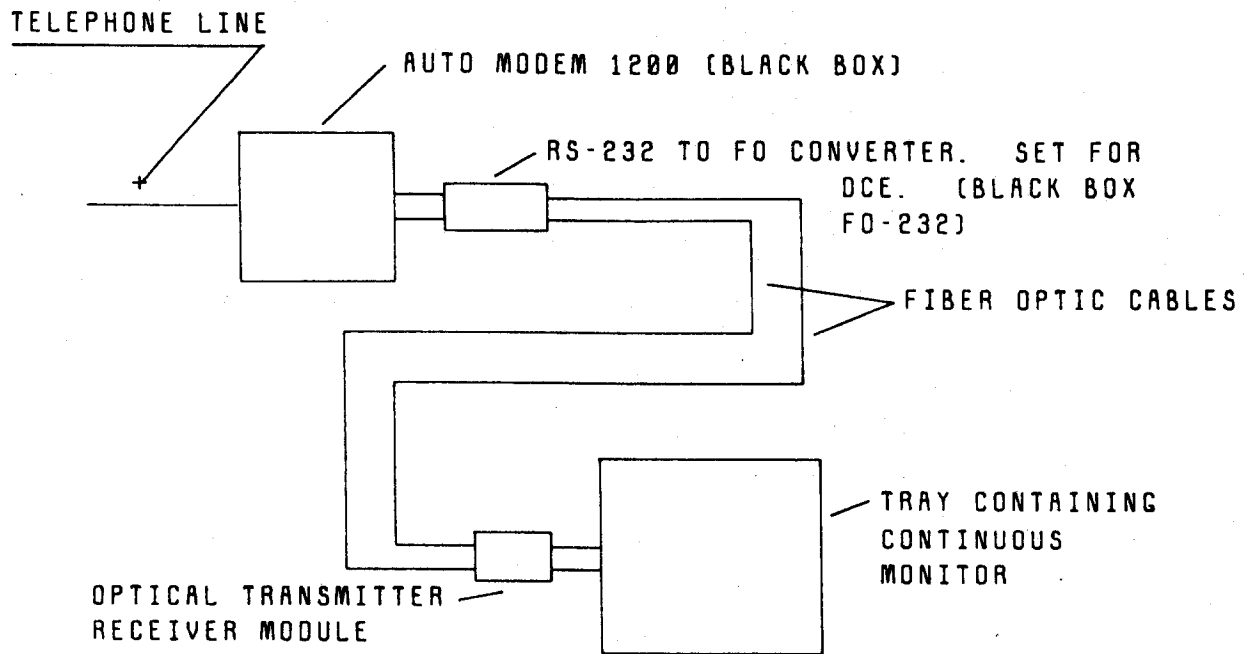 TELEPHONE LINE
AUTO MODEM 1200 (BLACK BOX)
RS-232 TO FO CONVERTER. SET FOR
DCE. (BLACK BOX
FO-232)
FIBER OPTIC CABLES
TRAY CONTAINING
CONTINUOUS
MONITOR
OPTICAL TRANSMITTER
RECEIVER MODULE